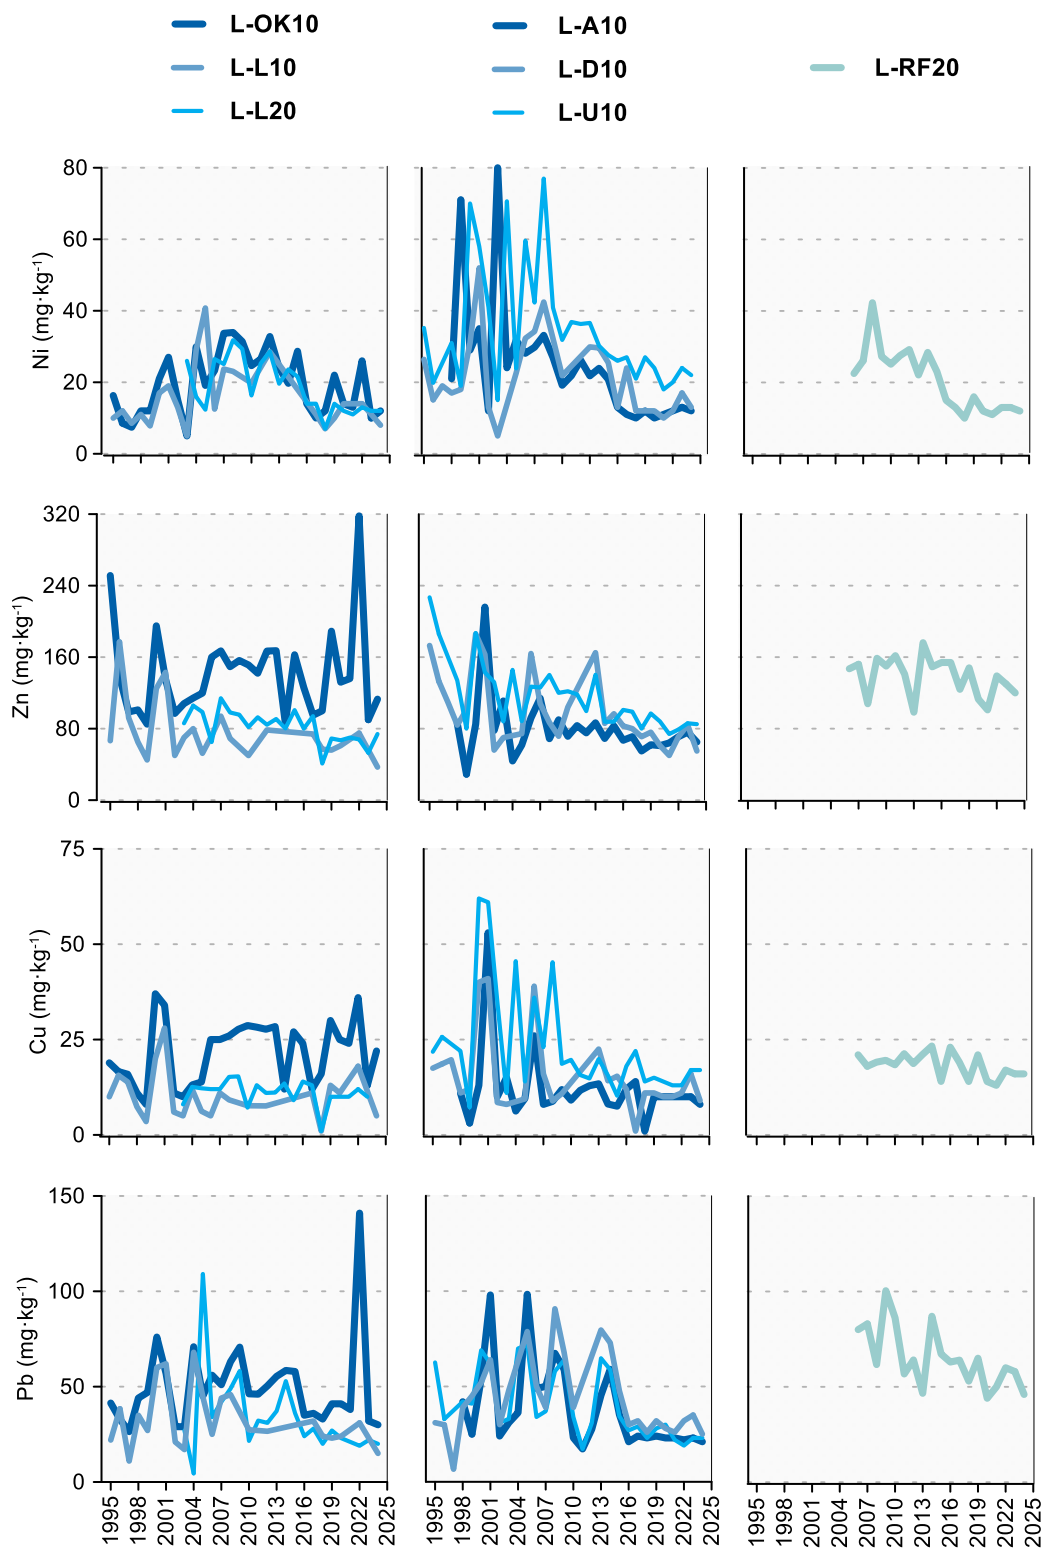 L-OK10 L-A10
L-L10 L-D10 L-RF20
L-L20 L-U10
80
60
40
20
0
Ni (mg·kg⁻¹)
320
240
160
80
0
Zn (mg·kg⁻¹)
75
50
25
0
Cu (mg·kg⁻¹)
150
100
50
0
Pb (mg·kg⁻¹)
1995 1998 2001 2004 2007 2010 2013 2016 2019 2022 2025 1995 1998 2001 2004 2007 2010 2013 2016 2019 2022 2025 1995 1998 2001 2004 2007 2010 2013 2016 2019 2022 2025